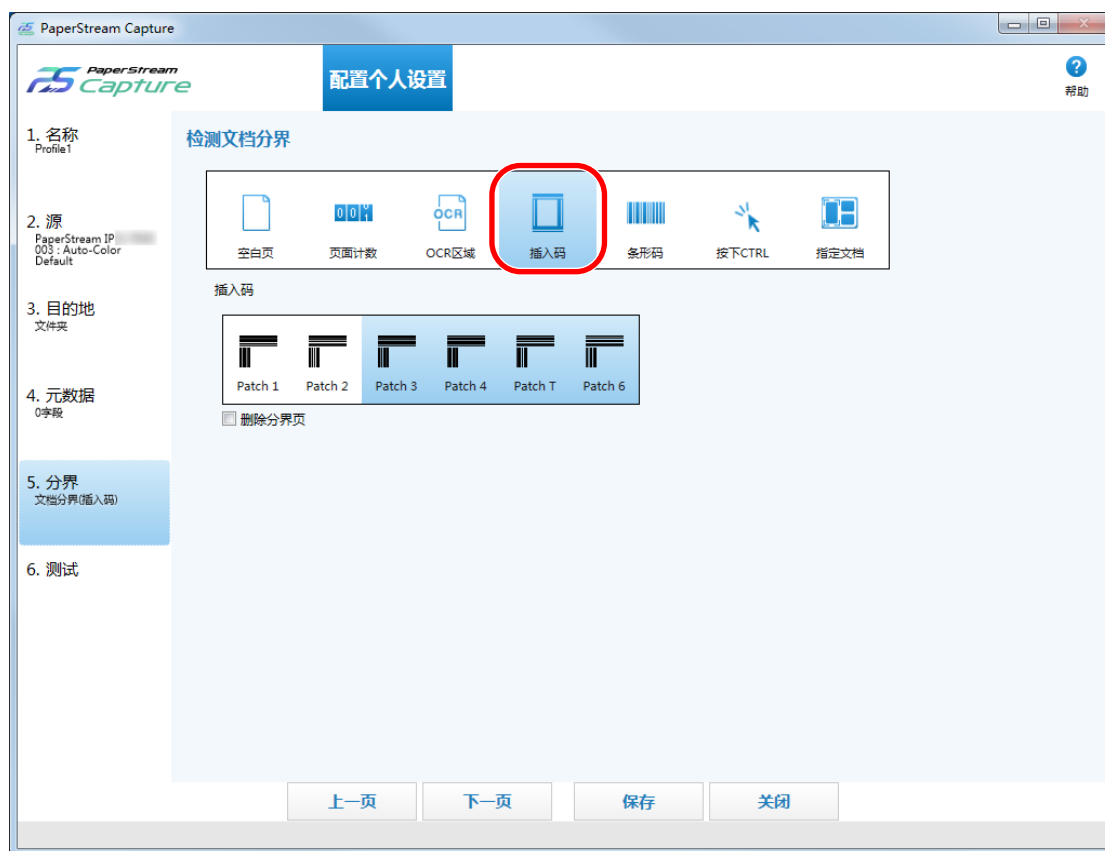 PaperStream Capture
PaperStream
Capture
配置个人设置
帮助
1. 名称
Profile1
2. 源
PaperStream IP
003 : Auto-Color
Default
3. 目的地
文件夹
4. 元数据
0字段
5. 分界
文档分界(插入码)
6. 测试
检测文档分界
空白页
页面计数
OCR
OCR区域
插入码
条形码
按下CTRL
指定文档
插入码
Patch 1
Patch 2
Patch 3
Patch 4
Patch T
Patch 6
删除分界页
上一页
下一页
保存
关闭